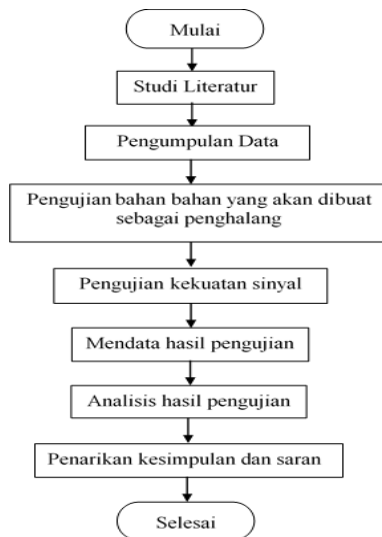 Mulai
Studi Literatur
Pengumpulan Data
Pengujian bahan bahan yang akan dibuat
sebagai penghalang
Pengujian kekuatan sinyal
Mendata hasil pengujian
Analisis hasil pengujian
Penarikan kesimpulan dan saran
Selesai